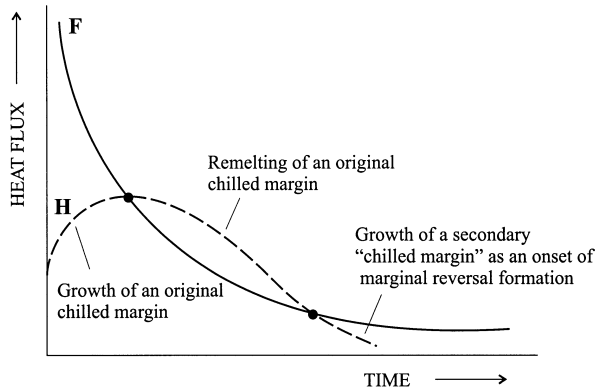 F
Remelting of an original
chilled margin
HEAT FLUX
H
Growth of a secondary
“chilled margin” as an onset of
marginal reversal formation
Growth of an original
chilled margin
TIME